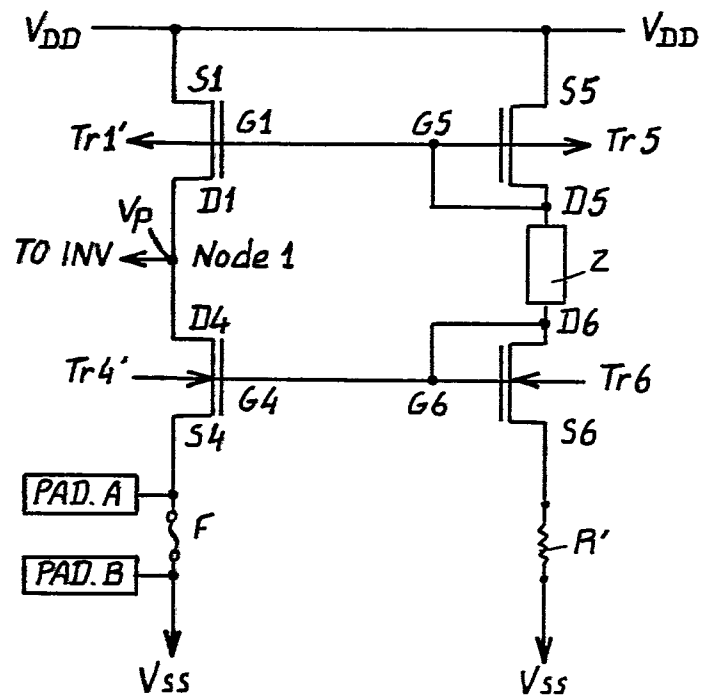 VDD VDD
S1 S5
Tr1' G1 G5 Tr5
D1 D5
Vp
TO INV Node 1 Z
D4 D6
Tr4' G4 G6 Tr6
S4 S6
PAD. A
F R'
PAD. B
Vss Vss